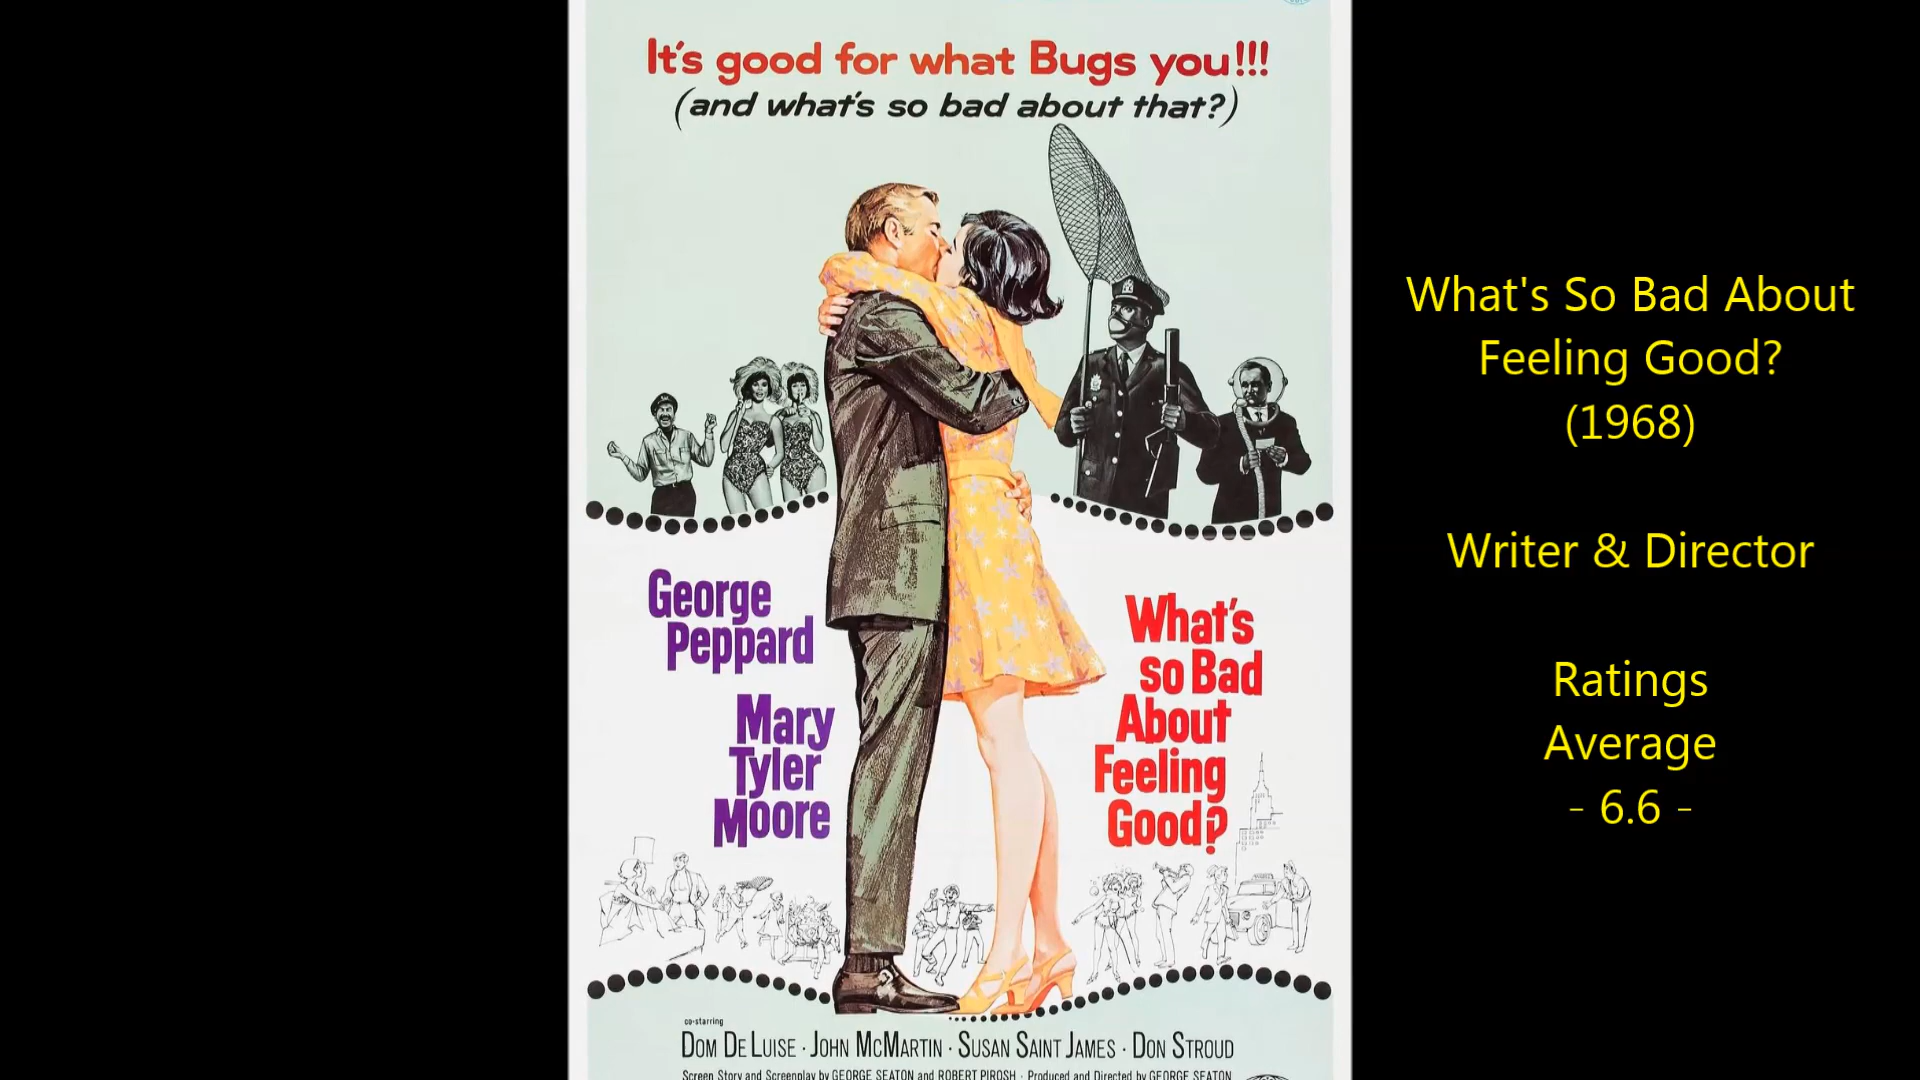 It's good for what Bugs you!!!
(and what's so bad about that?)
George
Peppard
Mary
Tyler
Moore
What's
so Bad
About
Feeling
Good?
co-starring
DOM DE LUISE · JOHN MCMARTIN · SUSAN SAINT JAMES · DON STROUD
Screen Story and Screenplay by GEORGE SEATON and ROBERT PIROSH · Produced and Directed by GEORGE SEATON
What's So Bad About
Feeling Good?
(1968)
Writer & Director
Ratings
Average
- 6.6 -